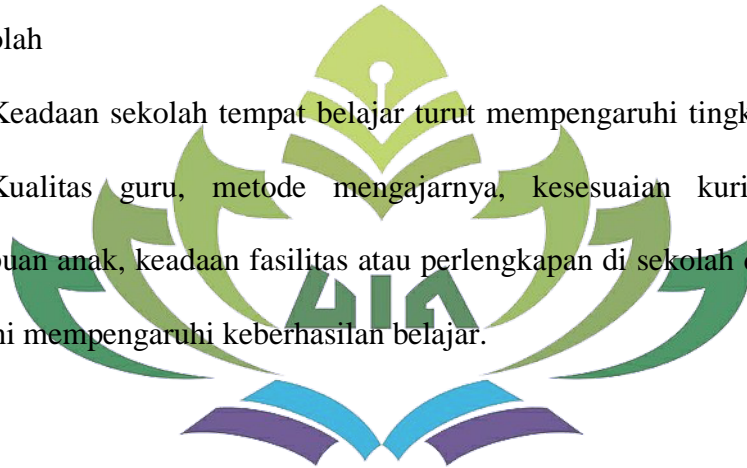 olah
Keadaan sekolah tempat belajar turut mempengaruhi tingk
Kualitas guru, metode mengajarnya, kesesuaian kuri
uan anak, keadaan fasilitas atau perlengkapan di sekolah
ni mempengaruhi keberhasilan belajar.